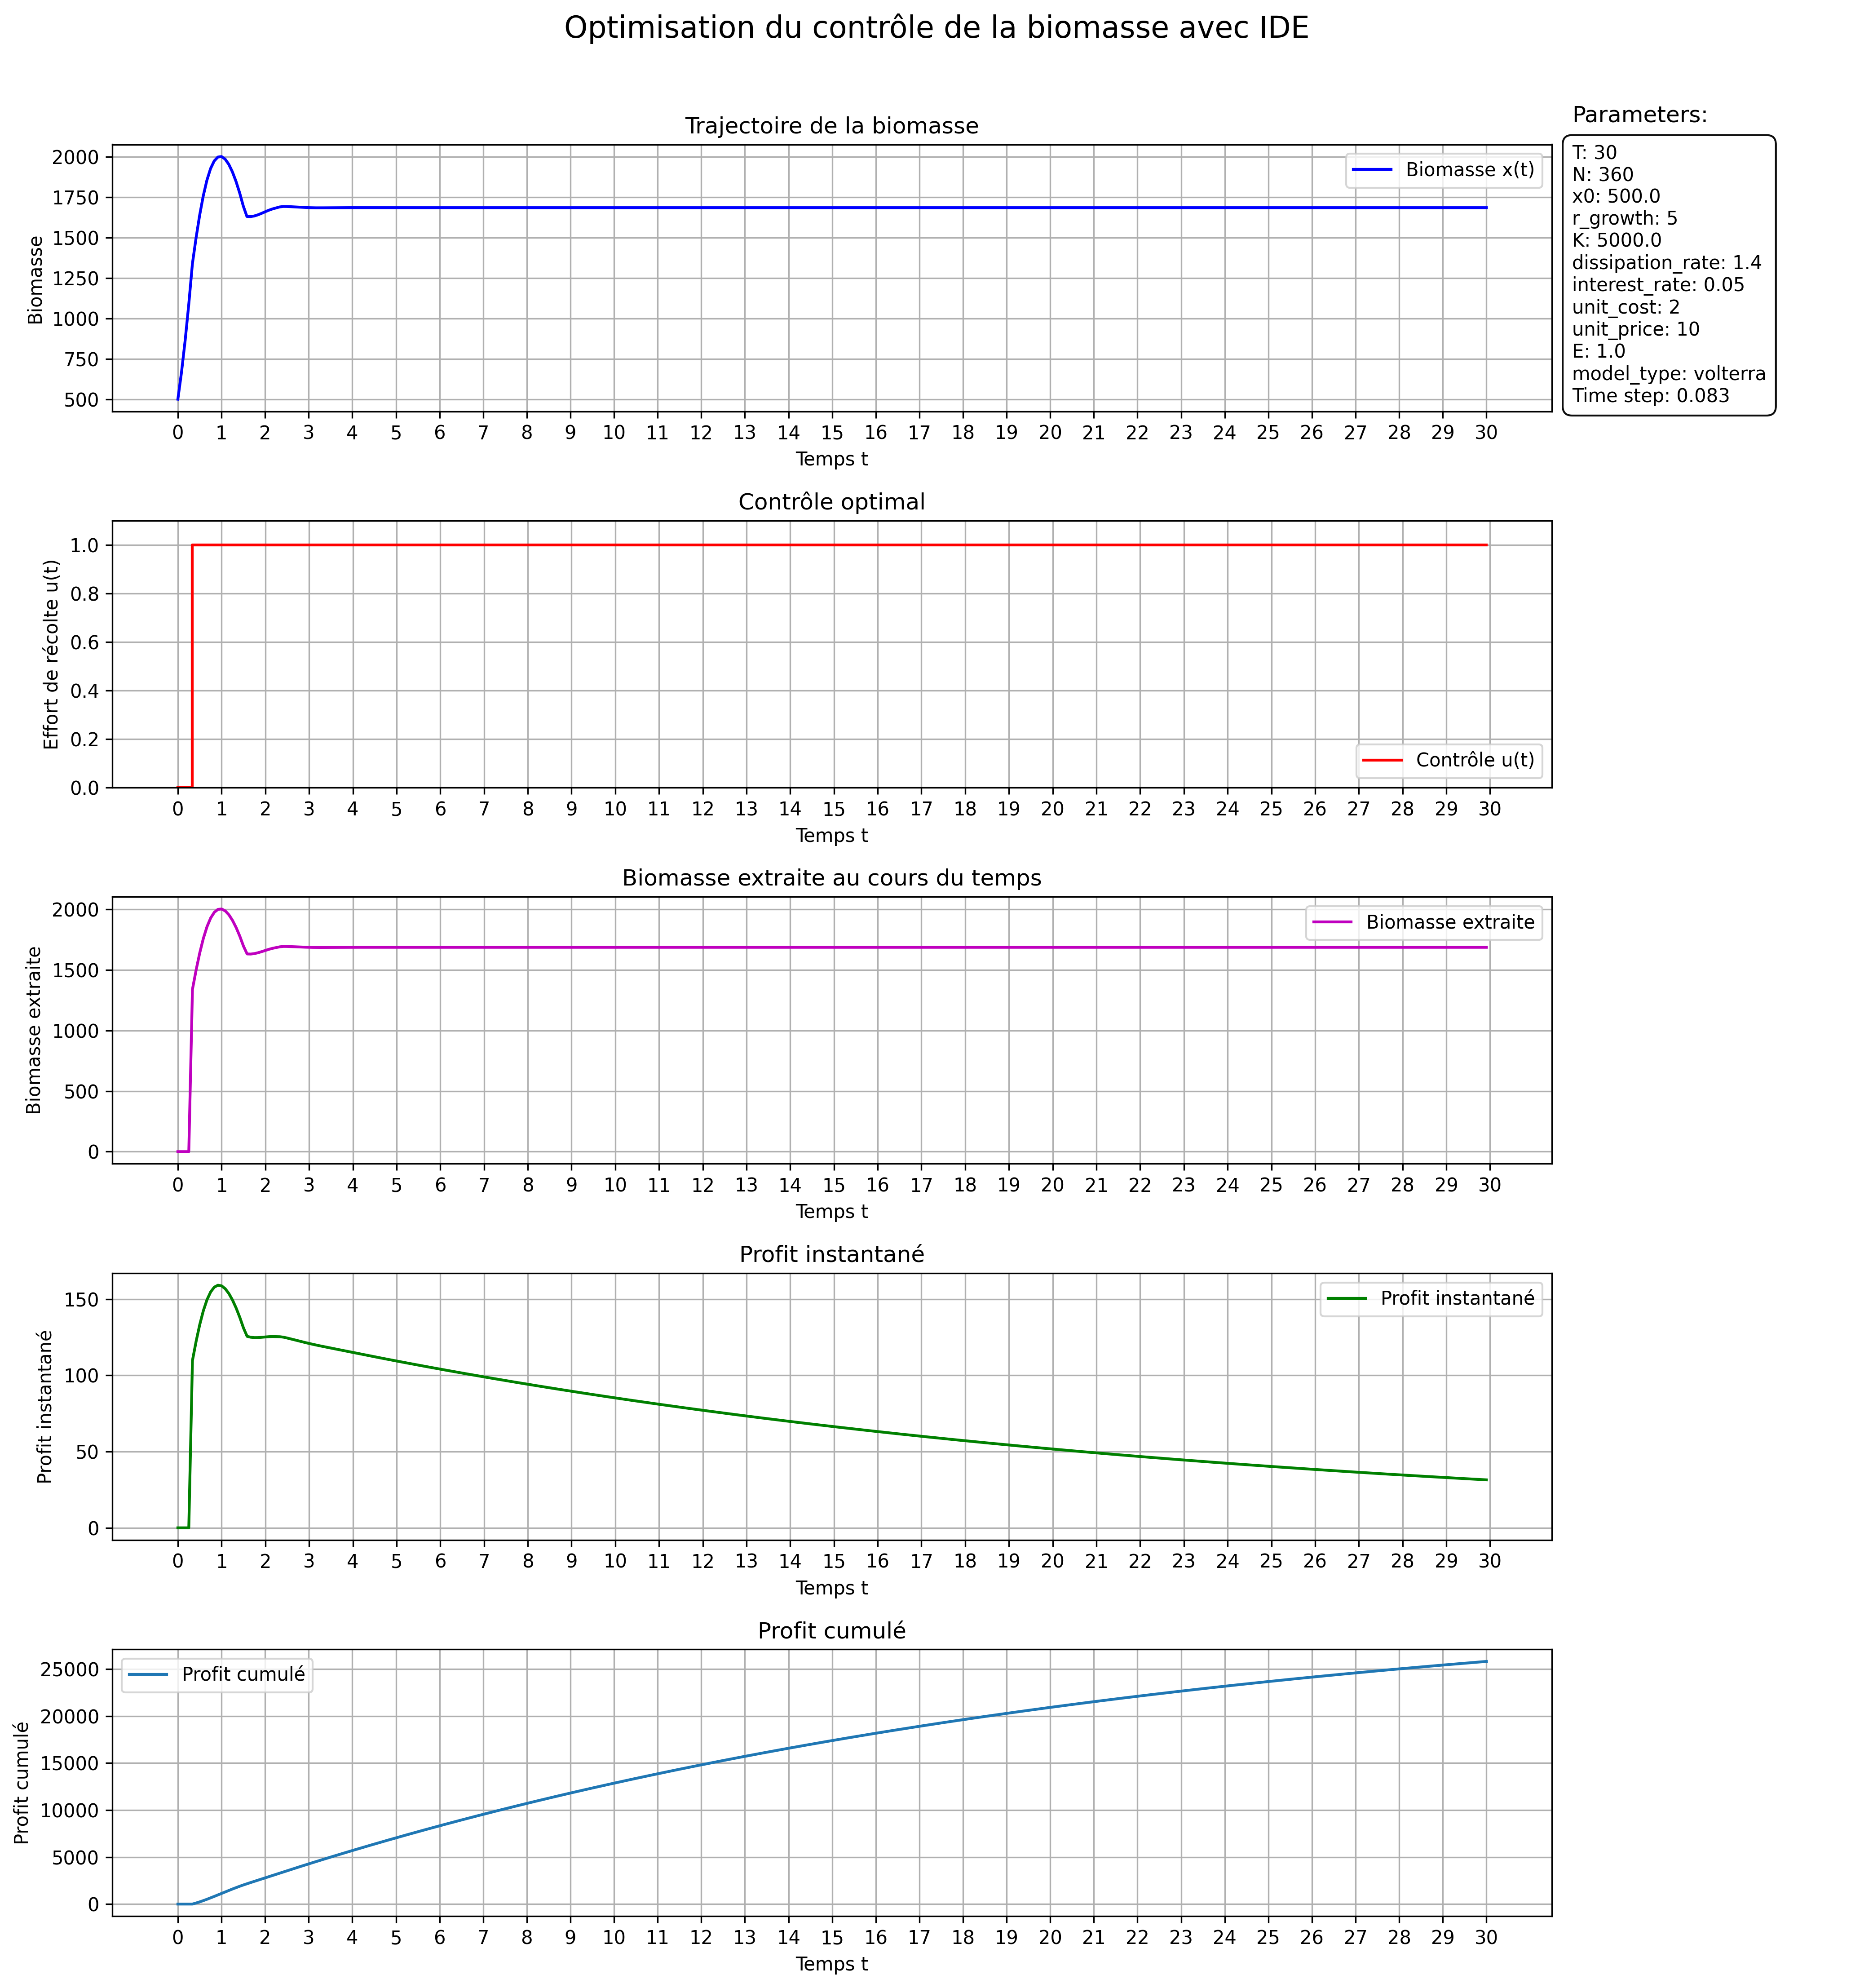 Optimisation du contrôle de la biomasse avec IDE
Trajectoire de la biomasse
Parameters:
T: 30
N: 360
x0: 500.0
r_growth: 5
K: 5000.0
dissipation_rate: 1.4
interest_rate: 0.05
unit_cost: 2
unit_price: 10
E: 1.0
model_type: volterra
Time step: 0.083
Biomasse x(t)
2000
1750
1500
1250
1000
750
500
Biomasse
0 1 2 3 4 5 6 7 8 9 10 11 12 13 14 15 16 17 18 19 20 21 22 23 24 25 26 27 28 29 30
Temps t
Contrôle optimal
1.0
0.8
0.6
0.4
0.2
0.0
Effort de récolte u(t)
Contrôle u(t)
0 1 2 3 4 5 6 7 8 9 10 11 12 13 14 15 16 17 18 19 20 21 22 23 24 25 26 27 28 29 30
Temps t
Biomasse extraite au cours du temps
Biomasse extraite
2000
1500
1000
500
0
Biomasse extraite
0 1 2 3 4 5 6 7 8 9 10 11 12 13 14 15 16 17 18 19 20 21 22 23 24 25 26 27 28 29 30
Temps t
Profit instantané
Profit instantané
150
100
50
0
Profit instantané
0 1 2 3 4 5 6 7 8 9 10 11 12 13 14 15 16 17 18 19 20 21 22 23 24 25 26 27 28 29 30
Temps t
Profit cumulé
Profit cumulé
25000
20000
15000
10000
5000
0
Profit cumulé
0 1 2 3 4 5 6 7 8 9 10 11 12 13 14 15 16 17 18 19 20 21 22 23 24 25 26 27 28 29 30
Temps t